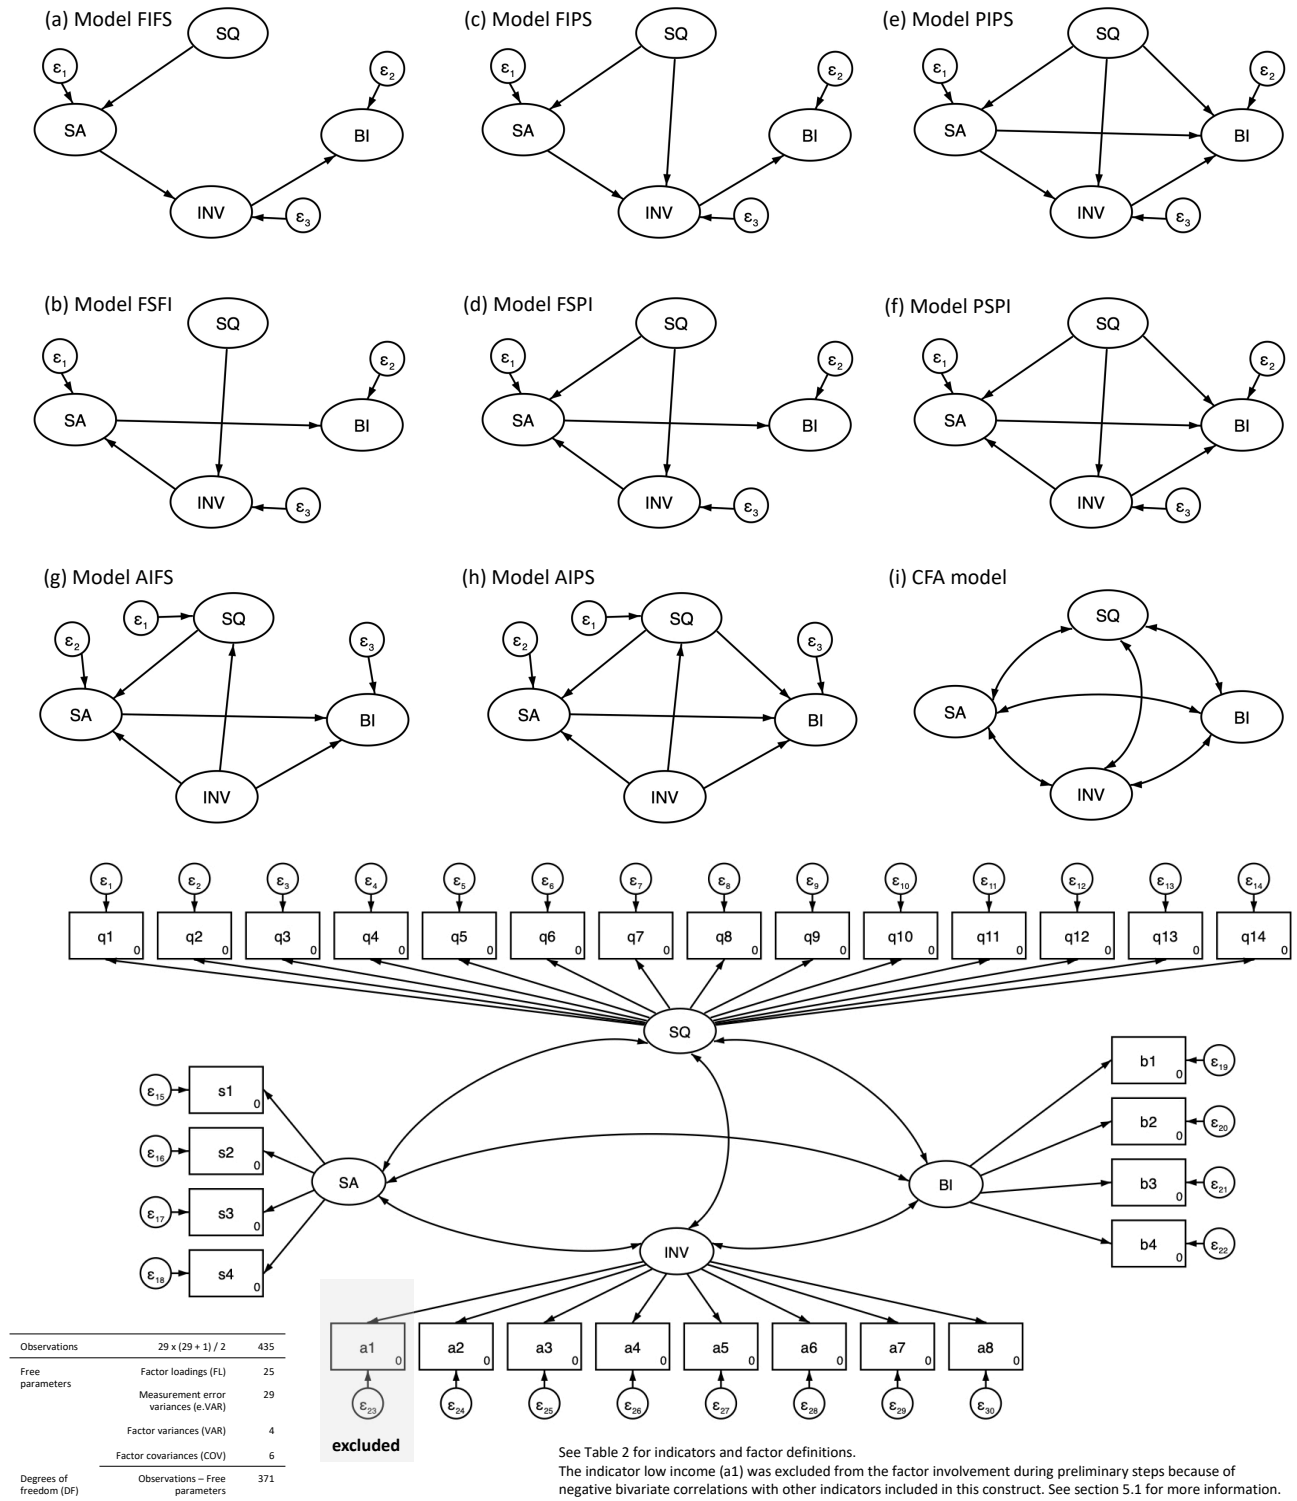 (a) Model FIFS
SQ
ε1
ε2
SA
BI
INV
ε3
(c) Model FIPS
SQ
ε1
ε2
SA
BI
INV
ε3
(e) Model PIPS
SQ
ε1
ε2
SA
BI
INV
ε3
(b) Model FSFI
SQ
ε1
ε2
SA
BI
INV
ε3
(d) Model FSPI
SQ
ε1
ε2
SA
BI
INV
ε3
(f) Model PSPI
SQ
ε1
ε2
SA
BI
INV
ε3
(g) Model AIFS
ε1
SQ
ε2
ε3
SA
BI
INV
(h) Model AIPS
ε1
SQ
ε2
ε3
SA
BI
INV
(i) CFA model
SQ
SA
BI
INV
ε1 ε2 ε3 ε4 ε5 ε6 ε7 ε8 ε9 ε10 ε11 ε12 ε13 ε14
q1 q2 q3 q4 q5 q6 q7 q8 q9 q10 q11 q12 q13 q14
0 0 0 0 0 0 0 0 0 0 0 0 0 0
SQ
ε15 s1 0
ε16 s2 0
ε17 s3 0
ε18 s4 0
SA
BI
b1 0 ε19
b2 0 ε20
b3 0 ε21
b4 0 ε22
INV
a1 a2 a3 a4 a5 a6 a7 a8
0 0 0 0 0 0 0 0
ε23 ε24 ε25 ε26 ε27 ε28 ε29 ε30
excluded
Observations 29 x (29 + 1) / 2 435
Free Factor loadings (FL) 25
parameters
Measurement error 29
variances (e.VAR)
Factor variances (VAR) 4
Factor covariances (COV) 6
Degrees of Observations – Free 371
freedom (DF) parameters
See Table 2 for indicators and factor definitions.
The indicator low income (a1) was excluded from the factor involvement during preliminary steps because of
negative bivariate correlations with other indicators included in this construct. See section 5.1 for more information.